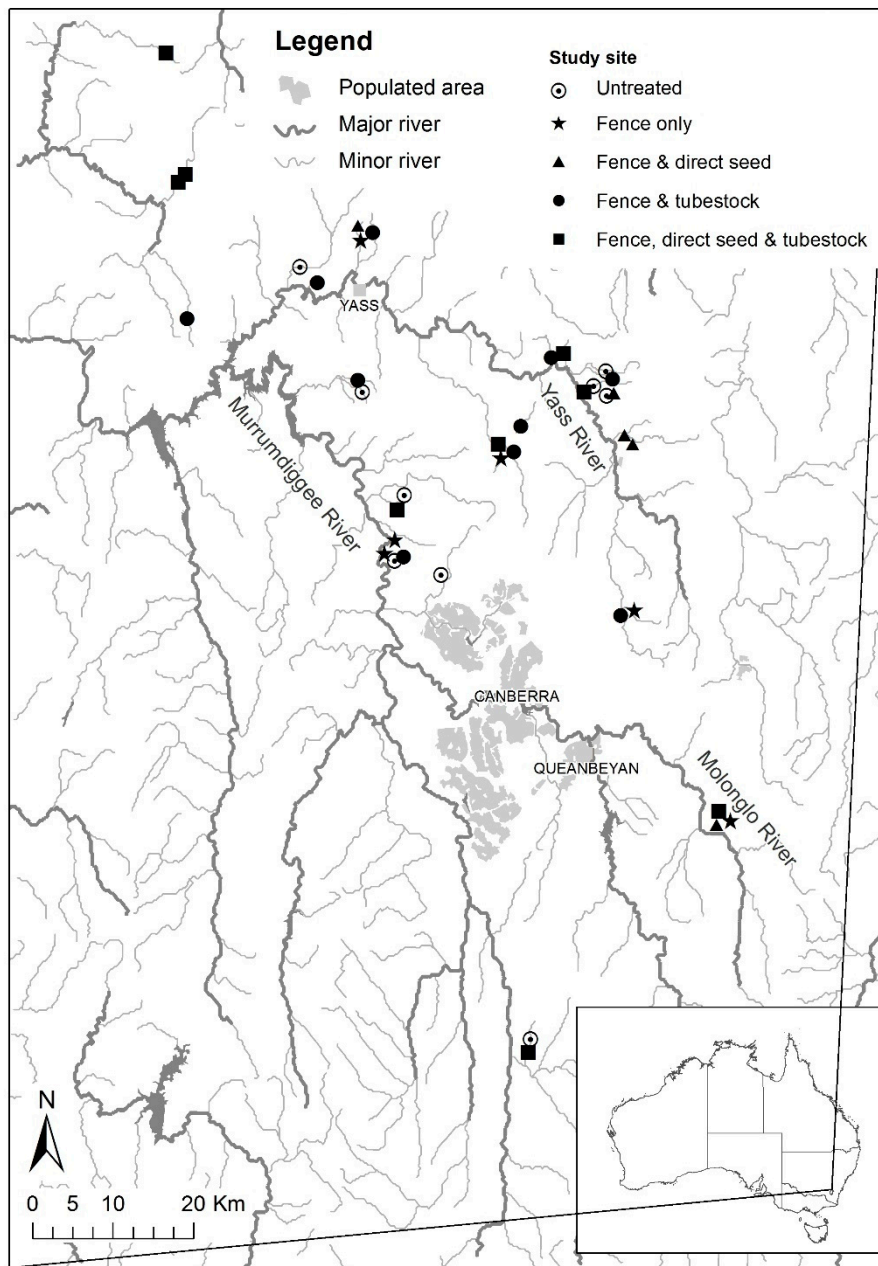 Legend
Populated area
Major river
Minor river
Study site
Untreated
Fence only
Fence & direct seed
Fence & tubestock
Fence, direct seed & tubestock
YASS
Murrumdiggee River
Yass River
CANBERRA
QUEANBEYAN
Molonglo River
N
0 5 10 20 Km